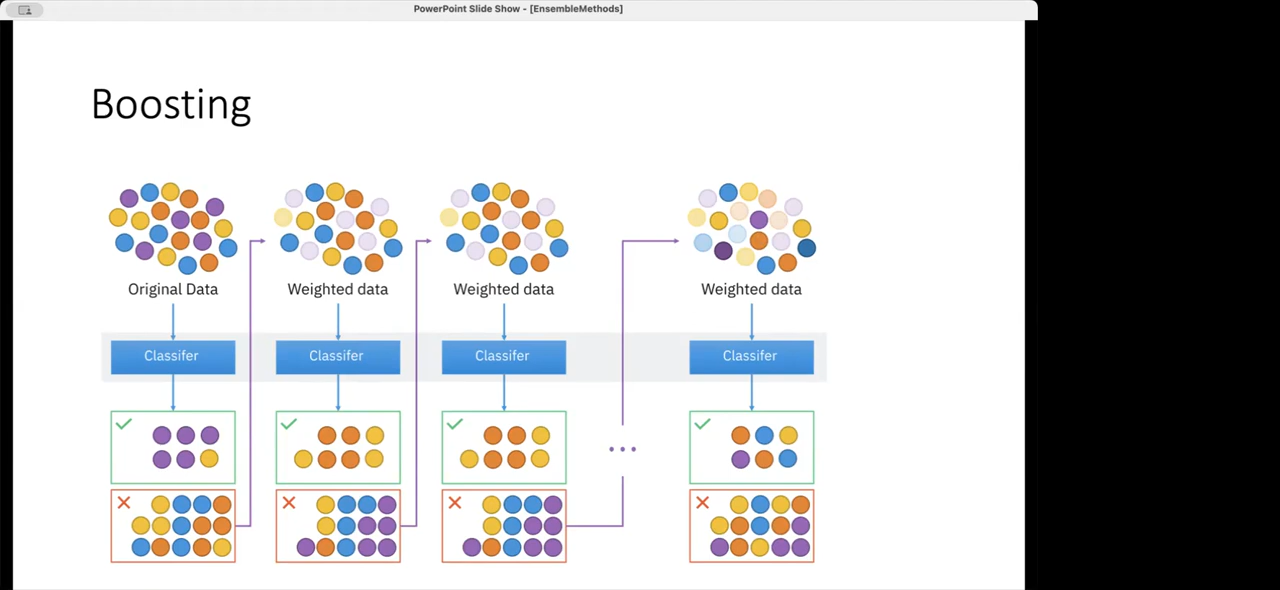 PowerPoint Slide Show - [EnsembleMethods]
Boosting
Original Data
Weighted data
Weighted data
Weighted data
Classifer
Classifer
Classifer
Classifer